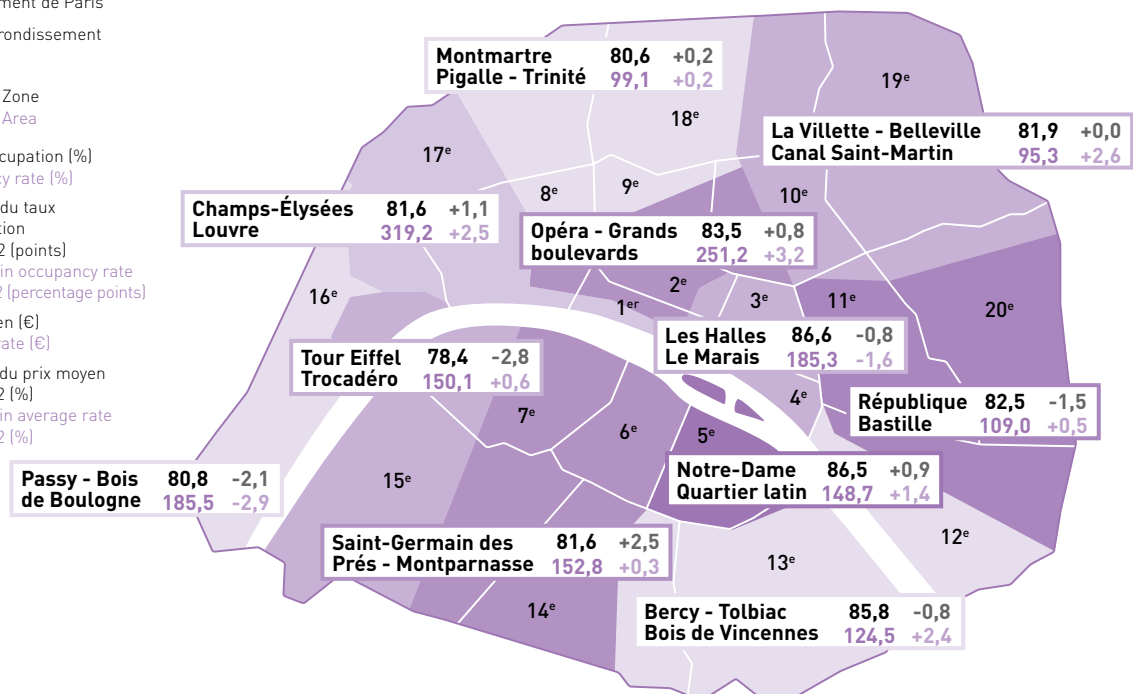 ment de Paris
rondissement
Zone
Area
cupation (%)
cy rate (%)
du taux
tion
2 (points)
in occupancy rate
2 (percentage points)
en (€)
rate (€)
du prix moyen
2 (%)
in average rate
2 (%)
Montmartre 80,6 +0,2
Pigalle - Trinité 99,1 +0,2
19e
18e
La Villette - Belleville 81,9 +0,0
Canal Saint-Martin 95,3 +2,6
17e
8e
9e
10e
Champs-Élysées 81,6 +1,1
Louvre 319,2 +2,5
Opéra - Grands 83,5 +0,8
boulevards 251,2 +3,2
16e
2e
1er
3e
11e
20e
Les Halles 86,6 -0,8
Le Marais 185,3 -1,6
Tour Eiffel 78,4 -2,8
Trocadéro 150,1 +0,6
4e
République 82,5 -1,5
Bastille 109,0 +0,5
7e
6e
5e
Passy - Bois 80,8 -2,1
de Boulogne 185,5 -2,9
15e
Notre-Dame 86,5 +0,9
Quartier latin 148,7 +1,4
12e
Saint-Germain des 81,6 +2,5
Prés - Montparnasse 152,8 +0,3
13e
14e
Bercy - Tolbiac 85,8 -0,8
Bois de Vincennes 124,5 +2,4